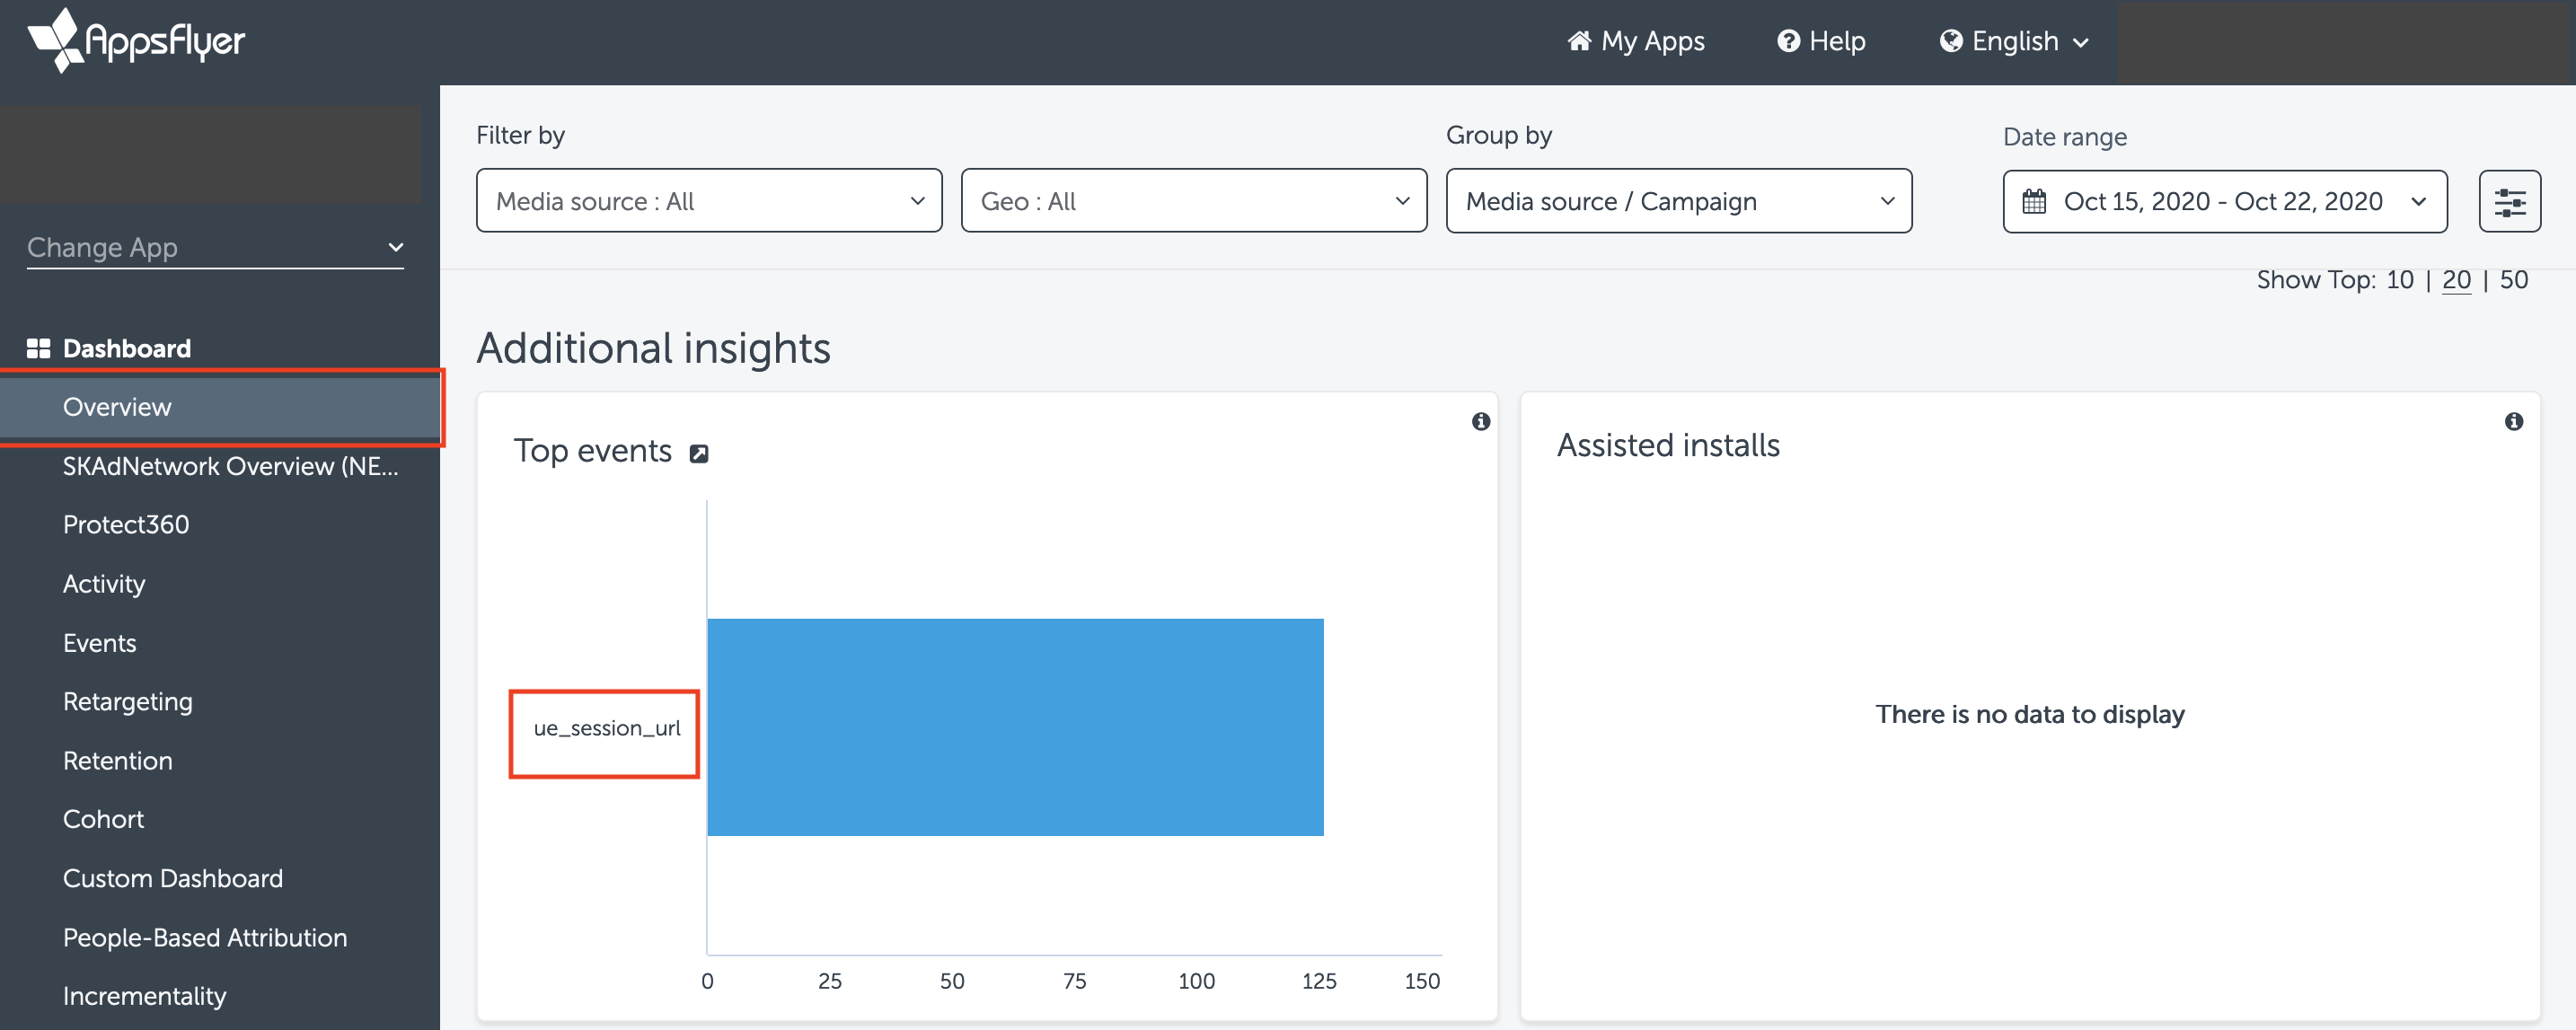 AppsFlyer
My Apps
Help
English
Change App
Dashboard
Overview
SKAdNetwork Overview (NE...
Protect360
Activity
Events
Retargeting
Retention
Cohort
Custom Dashboard
People-Based Attribution
Incrementality
Filter by
Media source : All
Geo : All
Group by
Media source / Campaign
Date range
Oct 15, 2020 - Oct 22, 2020
Show Top: 10 | 20 | 50
Additional insights
Top events
ue_session_url
0 25 50 75 100 125 150
Assisted installs
There is no data to display